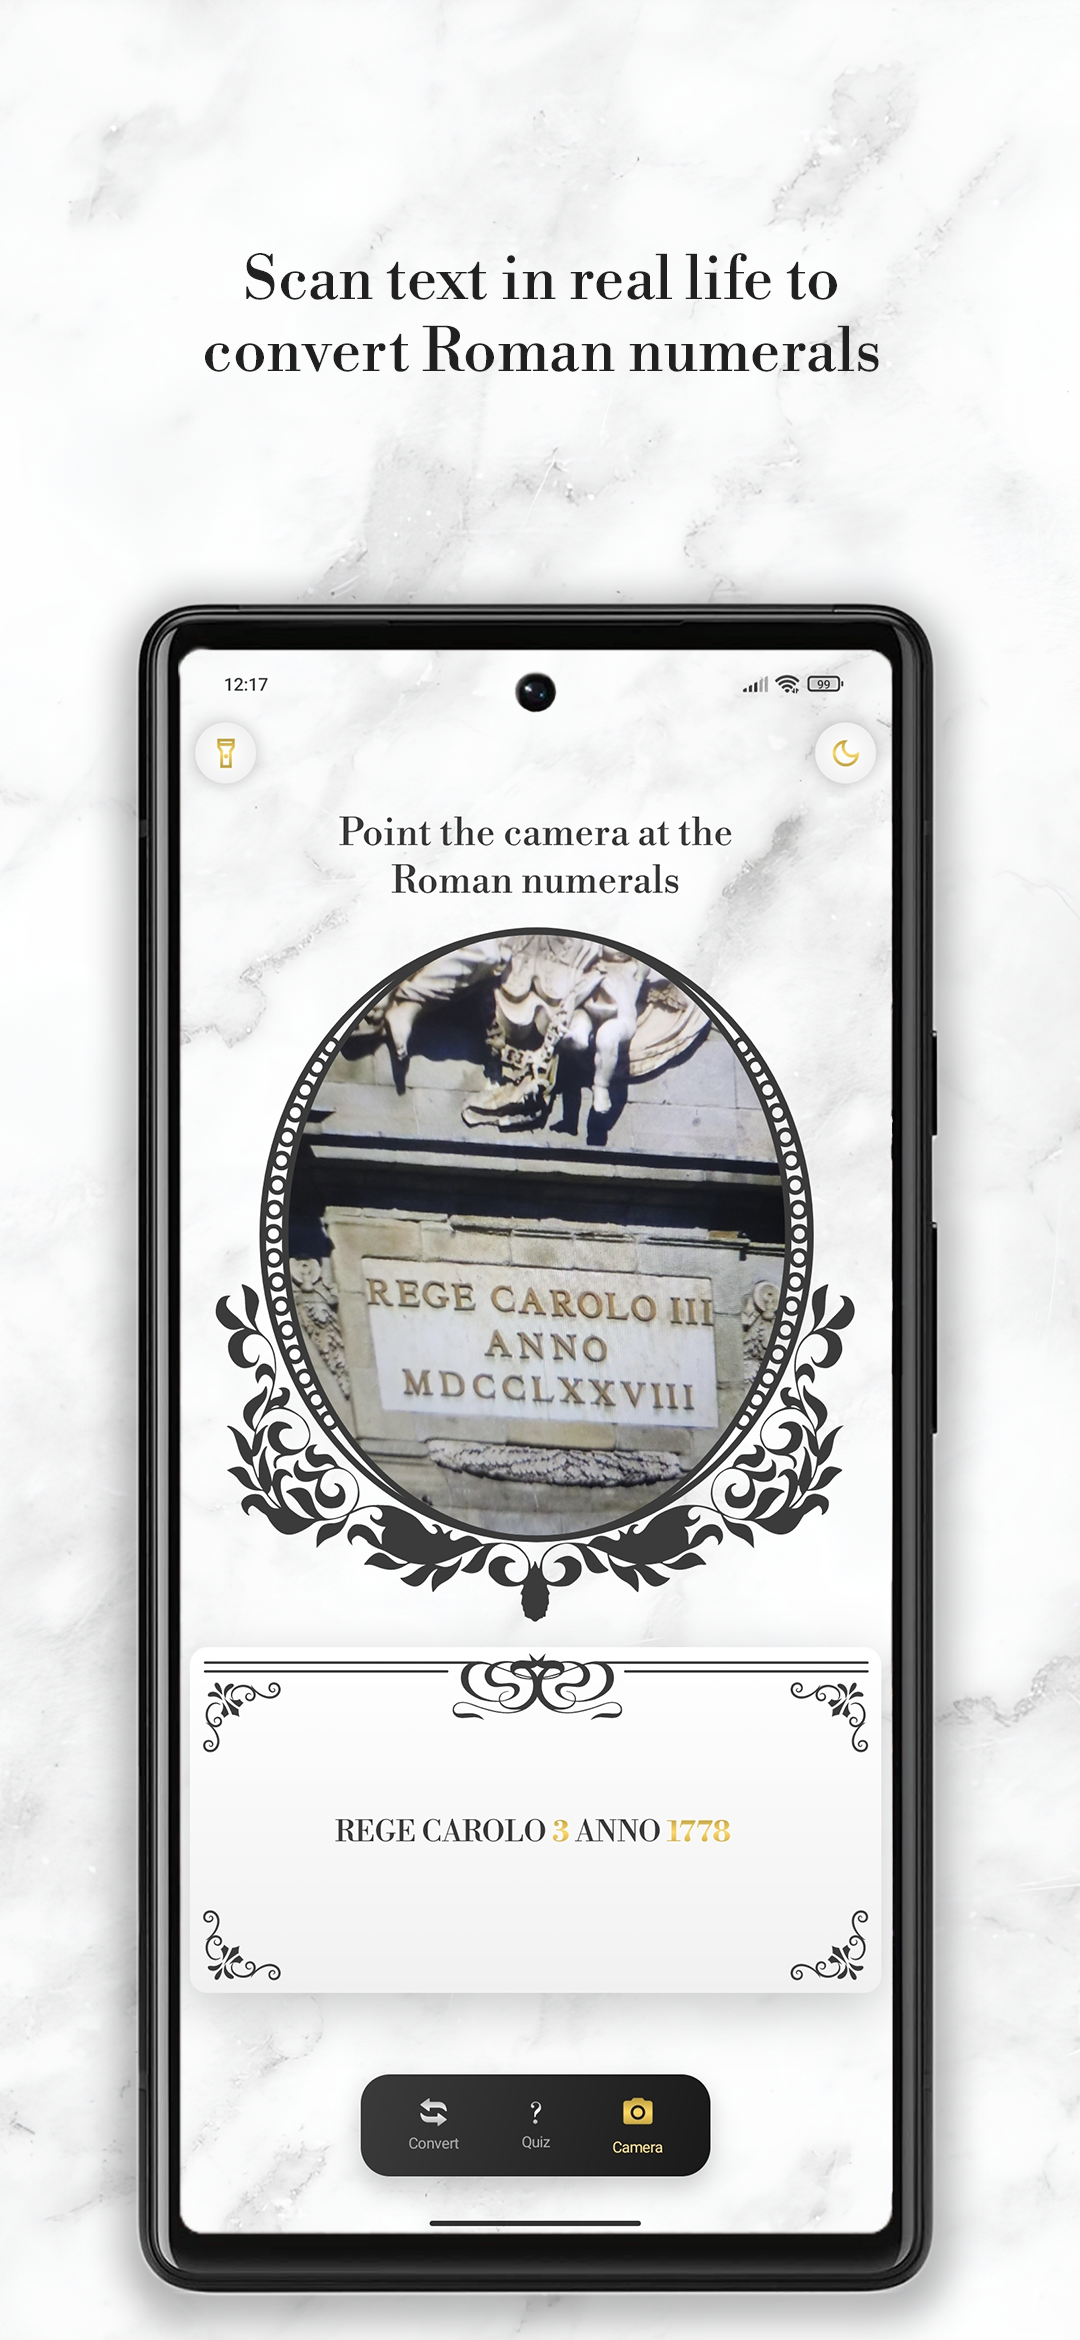 Scan text in real life to
convert Roman numerals
12:17
99
Point the camera at the
Roman numerals
REGE CAROLO III
ANNO
MDCCLXXVIII
REGE CAROLO 3 ANNO 1778
Convert
Quiz
Camera